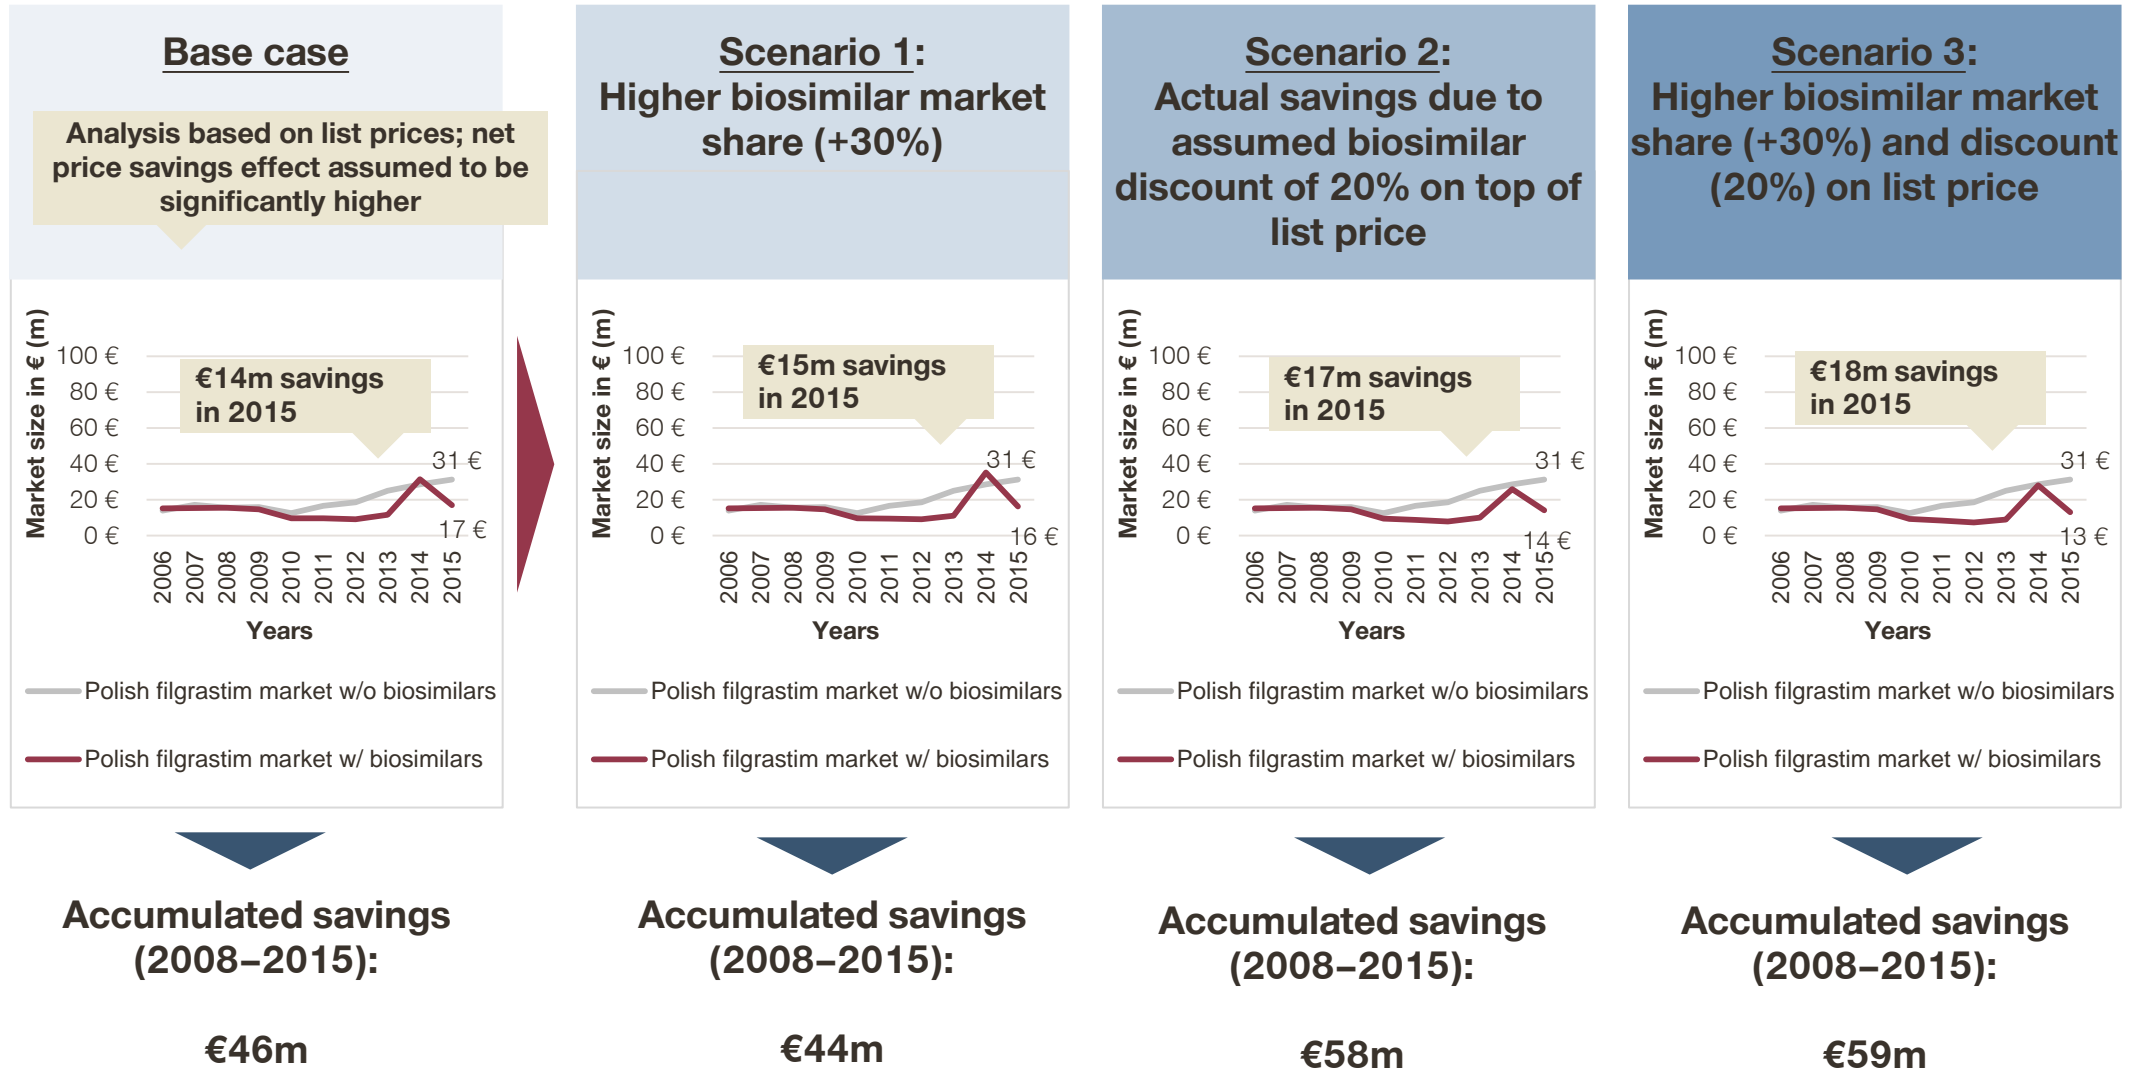 Base case
Analysis based on list prices; net
price savings effect assumed to be
significantly higher
Market size in € (m)
100 €
80 €
60 €
40 €
20 €
0 €
€14m savings
in 2015
31 €
17 €
2006
2007
2008
2009
2010
2011
2012
2013
2014
2015
Years
Polish filgrastim market w/o biosimilars
Polish filgrastim market w/ biosimilars
Accumulated savings
(2008–2015):
€46m
Scenario 1:
Higher biosimilar market
share (+30%)
Market size in € (m)
100 €
80 €
60 €
40 €
20 €
0 €
€15m savings
in 2015
31 €
16 €
2006
2007
2008
2009
2010
2011
2012
2013
2014
2015
Years
Polish filgrastim market w/o biosimilars
Polish filgrastim market w/ biosimilars
Accumulated savings
(2008–2015):
€44m
Scenario 2:
Actual savings due to
assumed biosimilar
discount of 20% on top of
list price
Market size in € (m)
100 €
80 €
60 €
40 €
20 €
0 €
€17m savings
in 2015
31 €
14 €
2006
2007
2008
2009
2010
2011
2012
2013
2014
2015
Years
Polish filgrastim market w/o biosimilars
Polish filgrastim market w/ biosimilars
Accumulated savings
(2008–2015):
€58m
Scenario 3:
Higher biosimilar market
share (+30%) and discount
(20%) on list price
Market size in € (m)
100 €
80 €
60 €
40 €
20 €
0 €
€18m savings
in 2015
31 €
13 €
2006
2007
2008
2009
2010
2011
2012
2013
2014
2015
Years
Polish filgrastim market w/o biosimilars
Polish filgrastim market w/ biosimilars
Accumulated savings
(2008–2015):
€59m